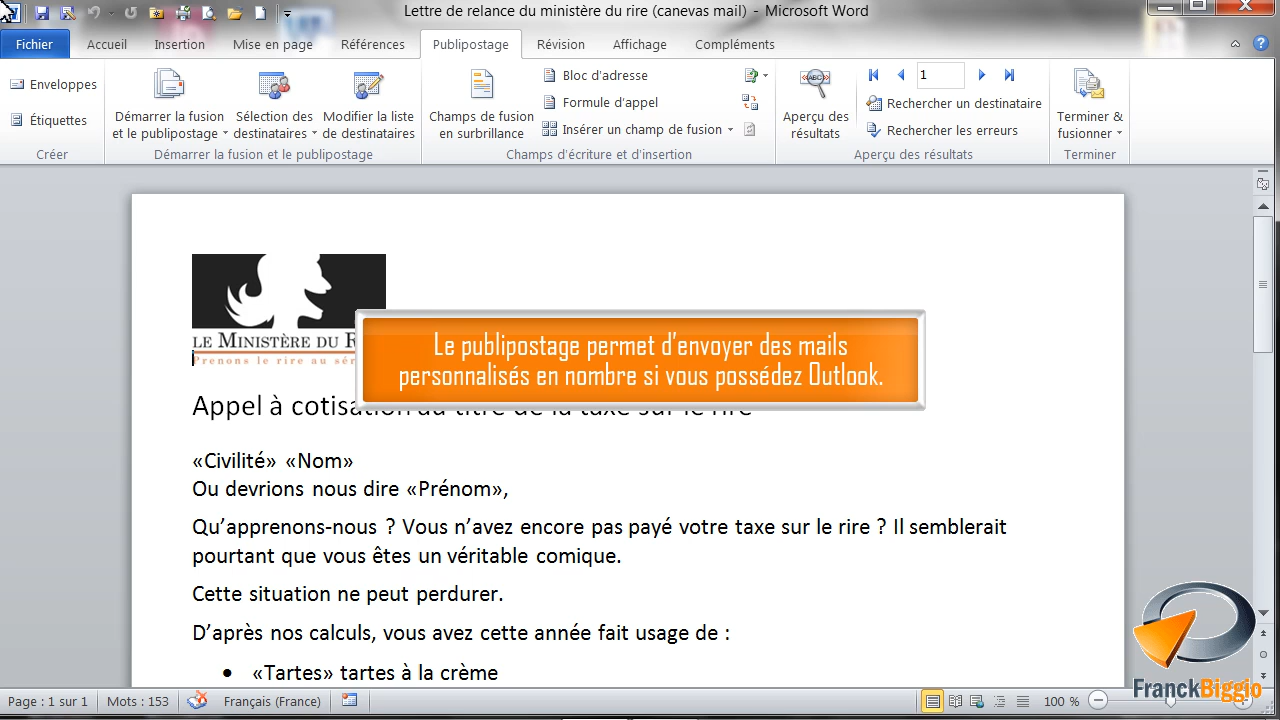 Lettre de relance du ministère du rire (canevas mail) - Microsoft Word
Fichier Accueil Insertion Mise en page Références Publipostage Révision Affichage Compléments
Enveloppes
Étiquettes
Créer
Démarrer la fusion et le publipostage
Sélection des destinataires
Modifier la liste de destinataires
Démarrer la fusion et le publipostage
Champs de fusion en surbrillance
Bloc d'adresse
Formule d'appel
Insérer un champ de fusion
Champs d'écriture et d'insertion
ABC
Aperçu des résultats
1
Rechercher un destinataire
Rechercher les erreurs
Aperçu des résultats
Terminer & fusionner
Terminer
LE MINISTÈRE DU R
Prenons le rire au sér
Le publipostage permet d'envoyer des mails
personnalisés en nombre si vous possédez Outlook.
Appel à cotisation au titre de la taxe sur le rire
«Civilité» «Nom»
Ou devrions nous dire «Prénom»,
Qu'apprenons-nous ? Vous n'avez encore pas payé votre taxe sur le rire ? Il semblerait
pourtant que vous êtes un véritable comique.
Cette situation ne peut perdurer.
D'après nos calculs, vous avez cette année fait usage de :
• «Tartes» tartes à la crème
FranckBiggio
Page : 1 sur 1 Mots : 153 Français (France) 100 %